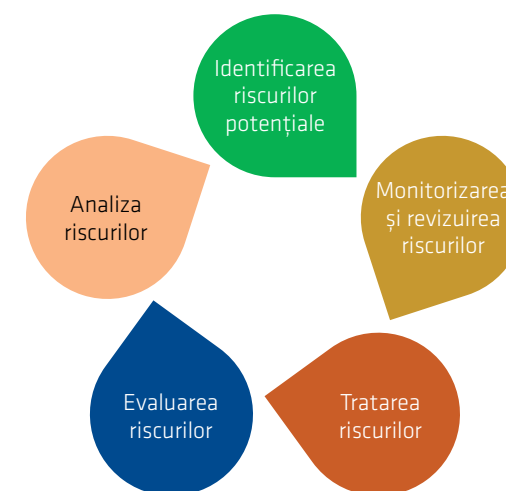 Identificarea
riscurilor
potențiale
Monitorizarea
și revizuirea
riscurilor
Tratarea
riscurilor
Evaluarea
riscurilor
Analiza
riscurilor